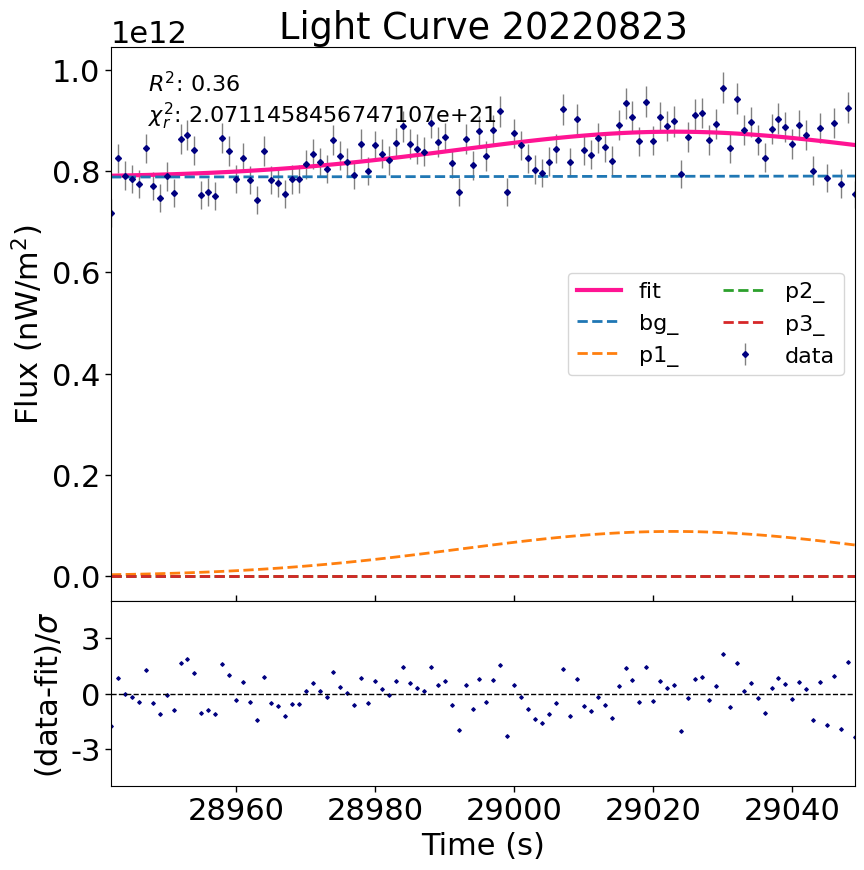 Light Curve 20220823
1e12
R²: 0.36
χ²ᵣ: 2.0711458456747107e+21
1.0
0.8
0.6
0.4
0.2
0.0
Flux (nW/m²)
fit
bg_
p1_
p2_
p3_
data
3
0
-3
(data-fit)/σ
28960 28980 29000 29020 29040
Time (s)